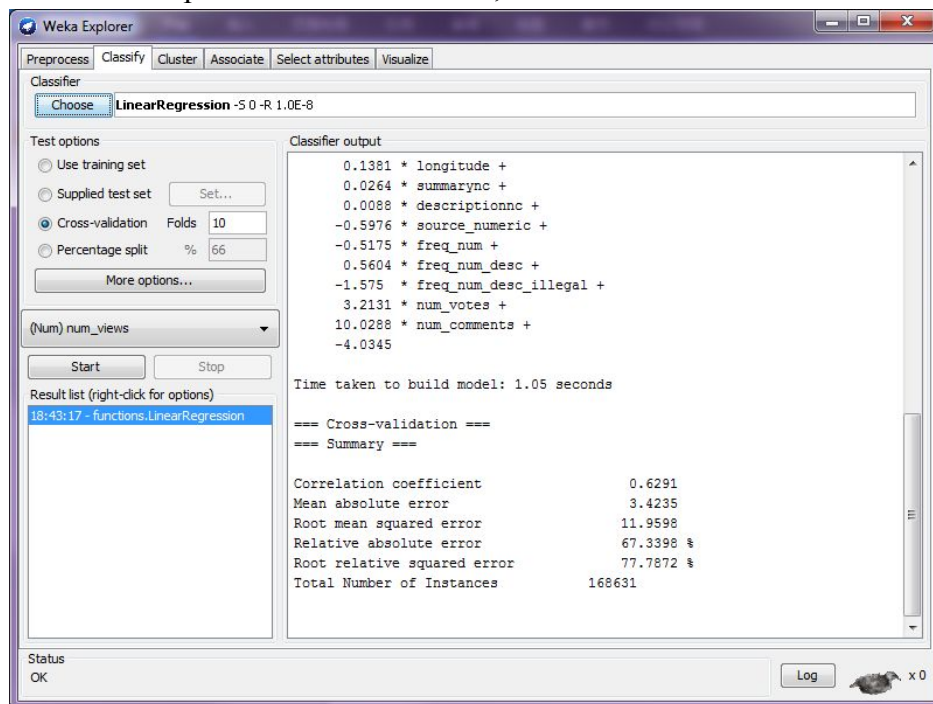 Weka Explorer
Preprocess Classify Cluster Associate Select attributes Visualize
Classifier
Choose LinearRegression -S 0 -R 1.0E-8
Test options
Use training set
Supplied test set Set...
Cross-validation Folds 10
Percentage split % 66
More options...
(Num) num_views
Start Stop
Result list (right-click for options)
18:43:17 - functions.LinearRegression
Classifier output
0.1381 * longitude +
0.0264 * summarync +
0.0088 * descriptionnc +
-0.5976 * source_numeric +
-0.5175 * freq_num +
0.5604 * freq_num_desc +
-1.575 * freq_num_desc_illegal +
3.2131 * num_votes +
10.0288 * num_comments +
-4.0345
Time taken to build model: 1.05 seconds
=== Cross-validation ===
=== Summary ===
Correlation coefficient 0.6291
Mean absolute error 3.4235
Root mean squared error 11.9598
Relative absolute error 67.3398 %
Root relative squared error 77.7872 %
Total Number of Instances 168631
Status
OK
Log
x 0